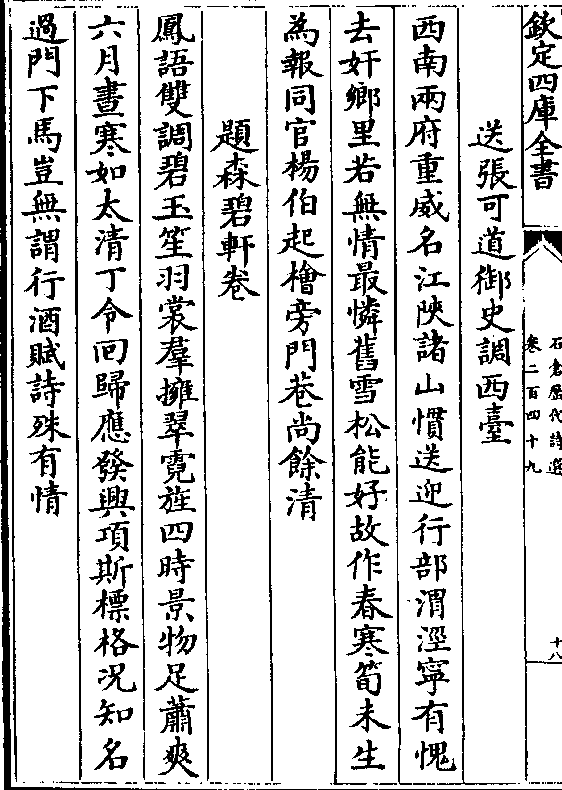 欽定四庫全書
石倉歷代詩選
卷二百四十九
十八
送張可道御史調西臺
西南兩府重威名江陜諸山慣送迎行部渭涇寧有愧
去奸鄉里若無情最憐舊雪松能好故作春寒筍未生
為報同官楊伯起檜旁門巷尚餘清
題森碧軒卷
鳳語雙調碧玉笙羽裳羣擁翠霓旌四時景物足蕭爽
六月晝寒如太清丁令回歸應發興項斯標格况知名
過門下馬豈無謂行酒賦詩殊有情